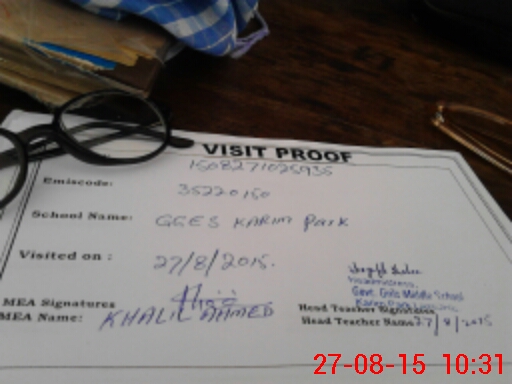 VISIT PROOF
1508271025935
Emiscode: 35220150
School Name: GGES KARIM Park
Visited on : 27/8/2015.
Headmistress,
Govt. Girls Middle School
Karim Park
MEA Signatures
Head Teacher Signatures
MEA Name: KHALIL AHMED
Head Teacher Name 27/8/2015
27-08-15 10:31